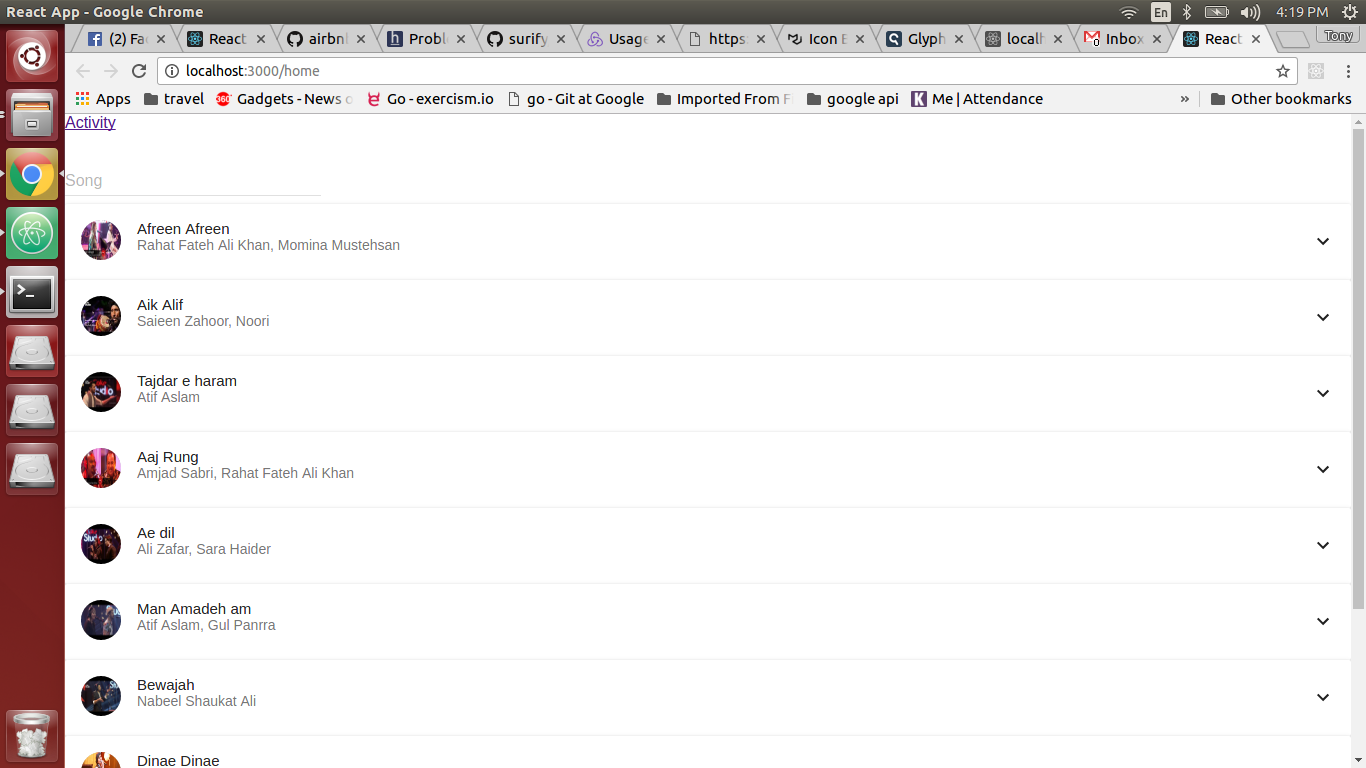 React App - Google Chrome
En
4:19 PM
(2) Fa
React
airbnl
Probl
surify
Usage
https:
Icon E
Glyph
localh
Inbox
React
Tony
localhost:3000/home
Apps
travel
Gadgets - News o
Go - exercism.io
go - Git at Google
Imported From Fi
google api
Me | Attendance
»
Other bookmarks
Activity
Song
Afreen Afreen
Rahat Fateh Ali Khan, Momina Mustehsan
Aik Alif
Saieen Zahoor, Noori
Tajdar e haram
Atif Aslam
Aaj Rung
Amjad Sabri, Rahat Fateh Ali Khan
Ae dil
Ali Zafar, Sara Haider
Man Amadeh am
Atif Aslam, Gul Panrra
Bewajah
Nabeel Shaukat Ali
Dinae Dinae